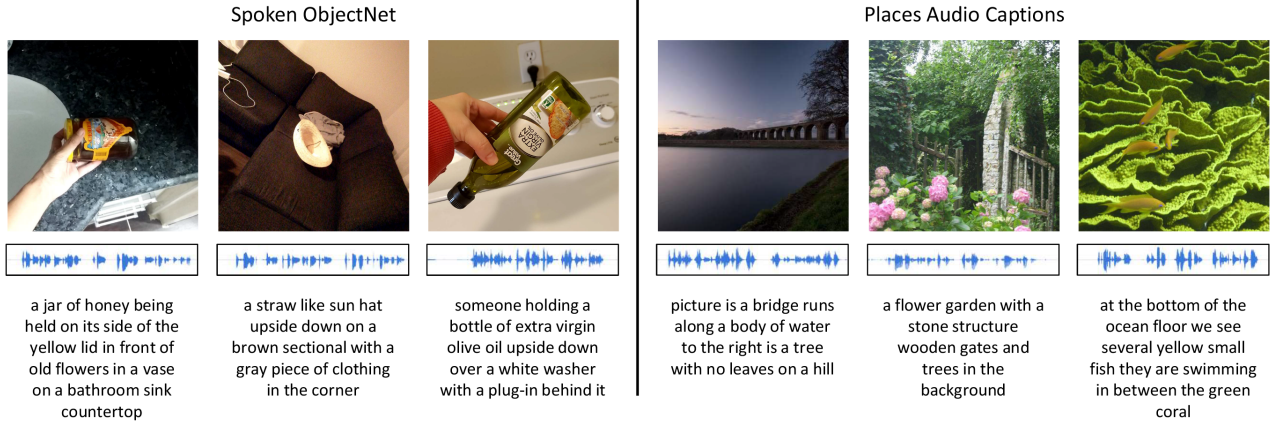 Spoken ObjectNet
Places Audio Captions
EXTRA
VIRGIN
a jar of honey being
held on its side of the
yellow lid in front of
old flowers in a vase
on a bathroom sink
countertop
a straw like sun hat
upside down on a
brown sectional with a
gray piece of clothing
in the corner
someone holding a
bottle of extra virgin
olive oil upside down
over a white washer
with a plug-in behind it
picture is a bridge runs
along a body of water
to the right is a tree
with no leaves on a hill
a flower garden with a
stone structure
wooden gates and
trees in the
background
at the bottom of the
ocean floor we see
several yellow small
fish they are swimming
in between the green
coral